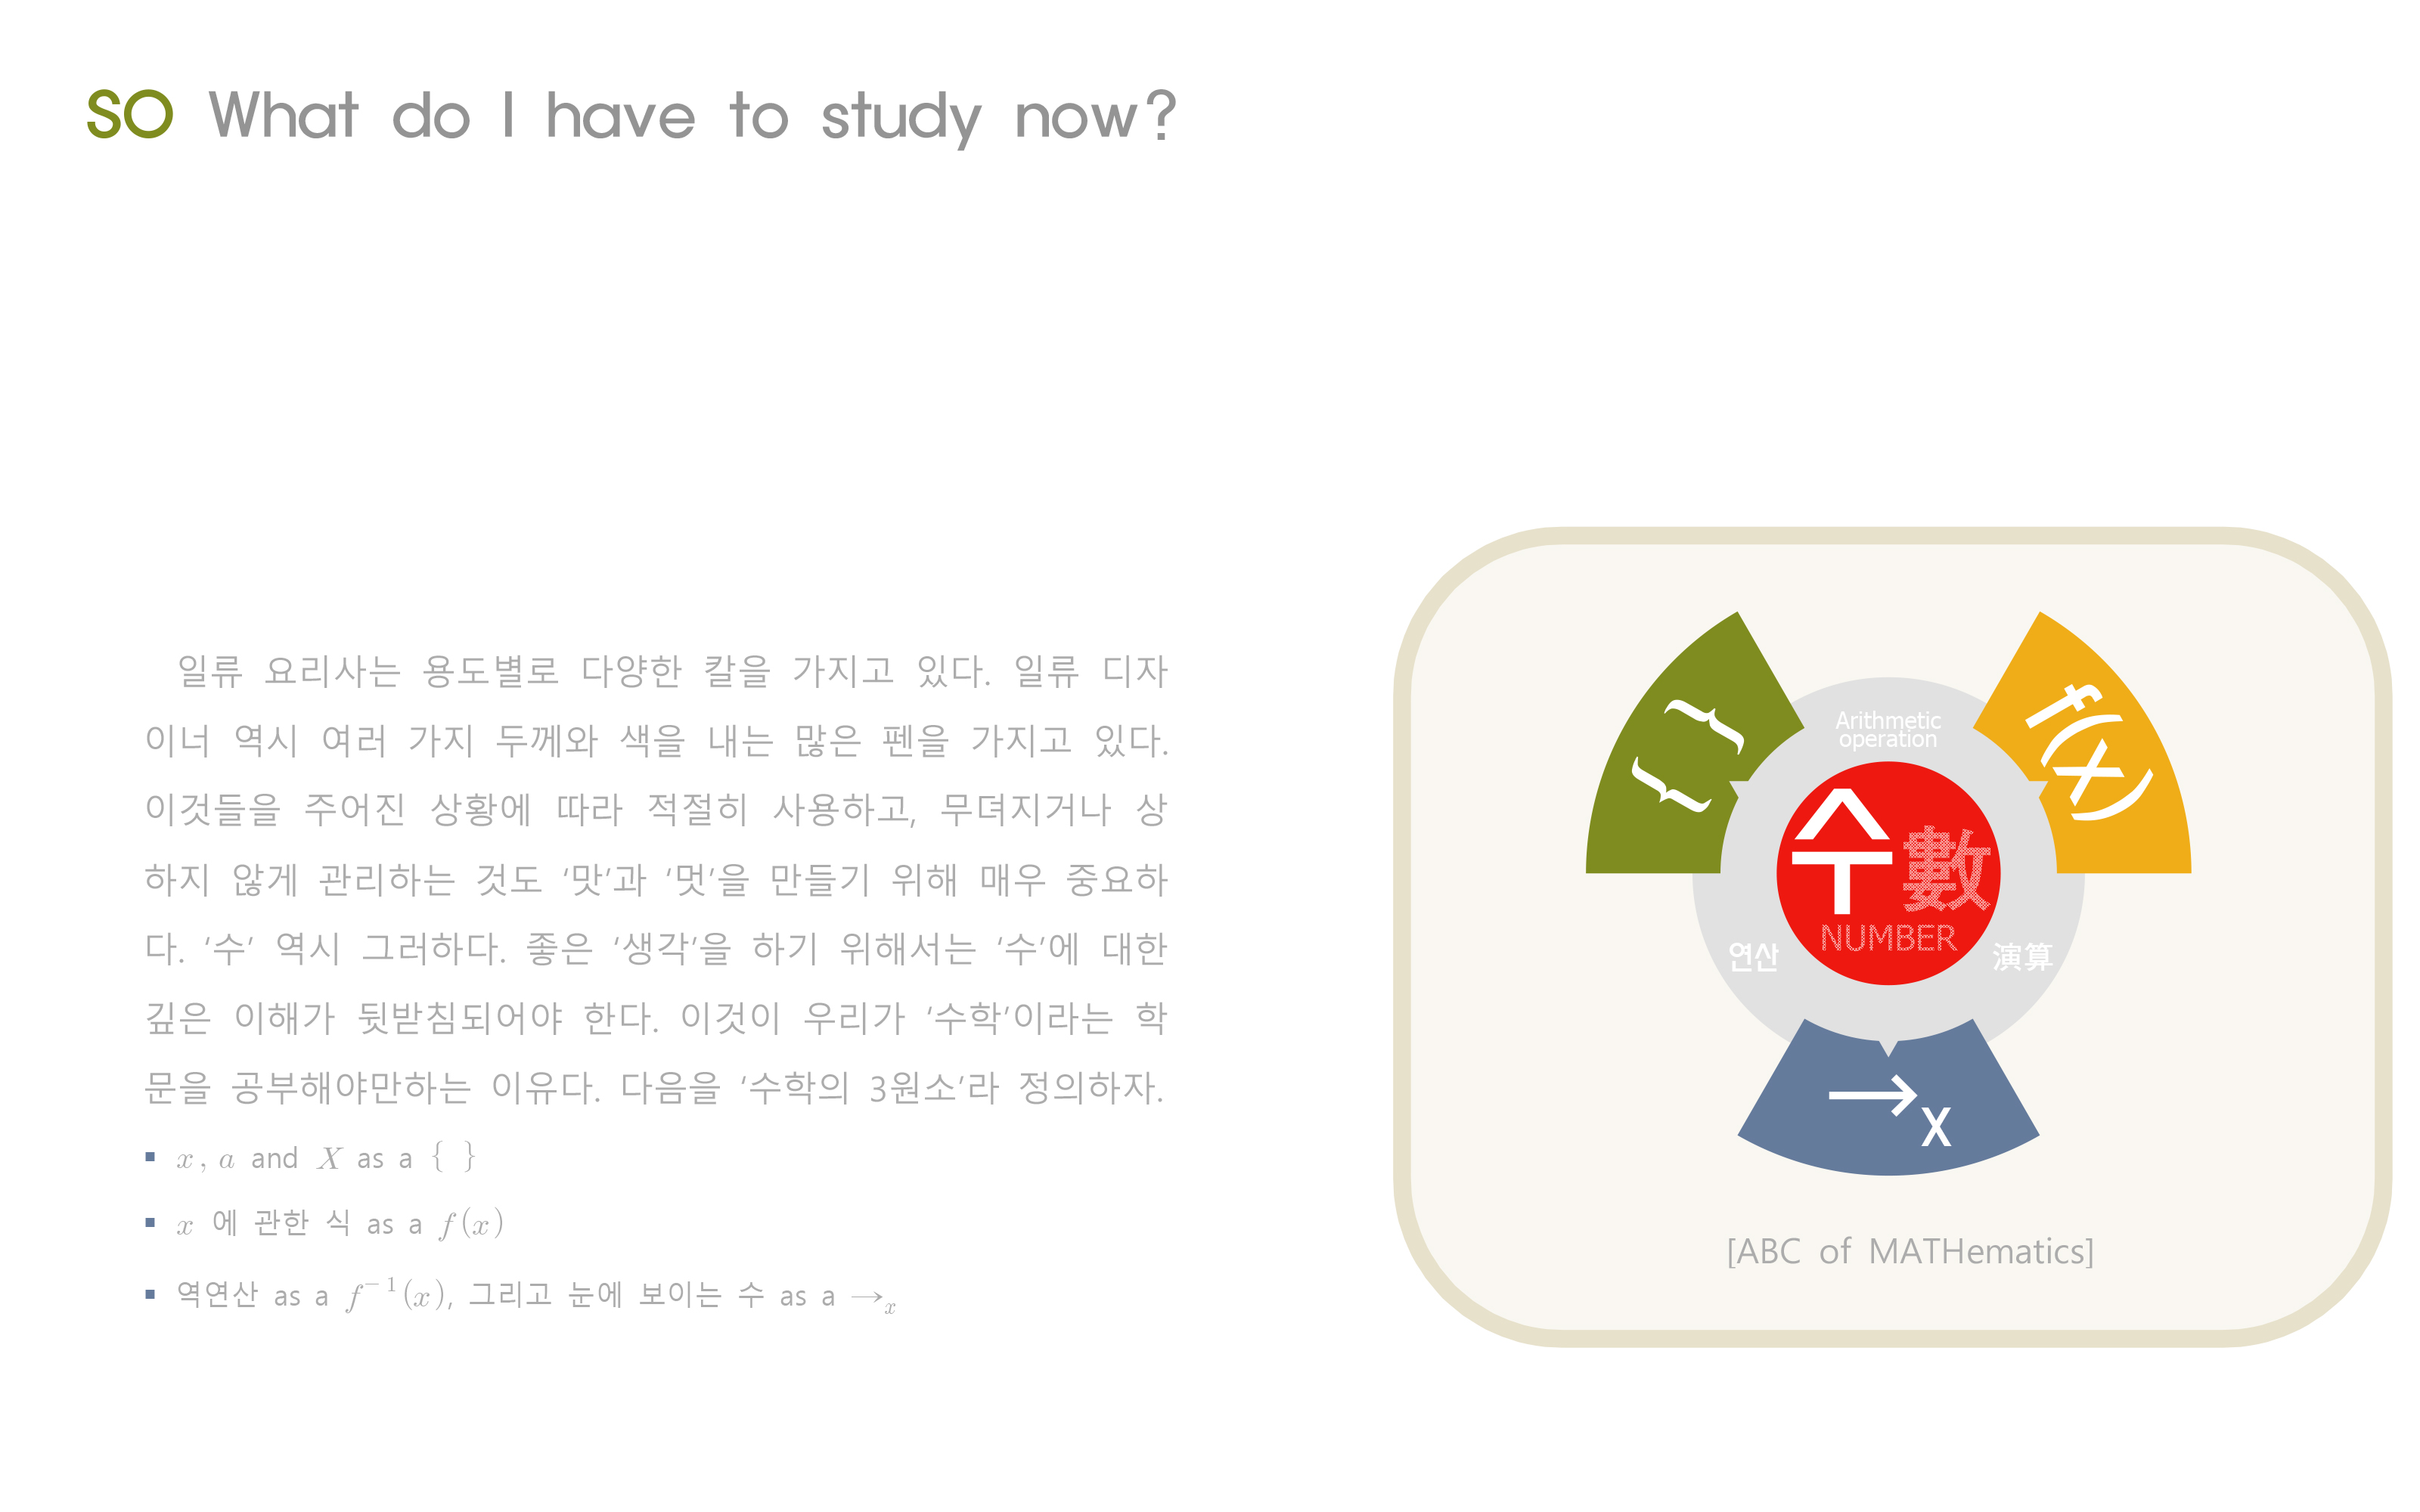 SO What do I have to study now?
일류 요리사는 용도별로 다양한 칼을 가지고 있다. 일류 디자
이너 역시 여러 가지 두께와 색을 내는 많은 펜을 가지고 있다.
이것들을 주어진 상황에 따라 적절히 사용하고, 무뎌지거나 상
하지 않게 관리하는 것도 '맛'과 '멋'을 만들기 위해 매우 중요하
다. '수' 역시 그러하다. 좋은 '생각'을 하기 위해서는 '수'에 대한
깊은 이해가 뒷받침되어야 한다. 이것이 우리가 '수학'이라는 학
문을 공부해야만하는 이유다. 다음을 '수학의 3원소'라 정의하자.
▪ x, a and X as a { }
▪ x 에 관한 식 as a f(x)
▪ 역연산 as a f⁻¹(x), 그리고 눈에 보이는 수 as a →x
{ }
f(x)
Arithmetic
operation
수 數
NUMBER
연산
演算
→x
[ABC of MATHematics]